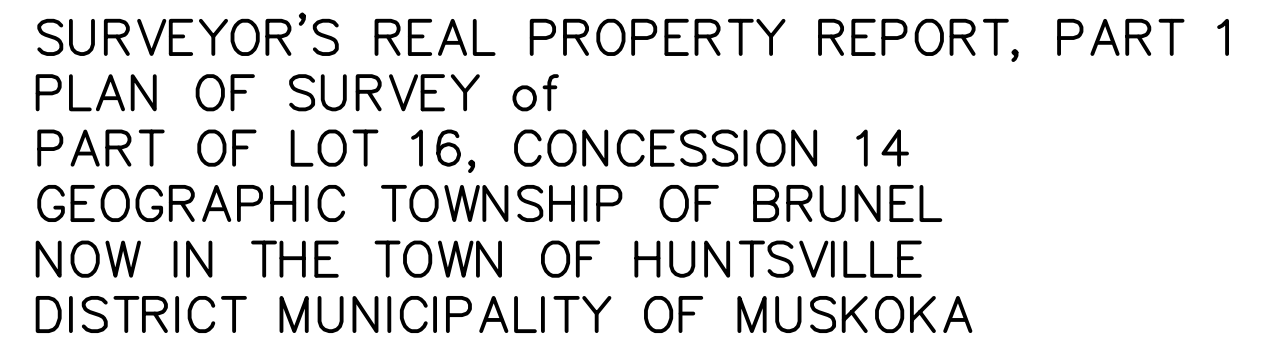 SURVEYOR'S REAL PROPERTY REPORT, PART 1
PLAN OF SURVEY of
PART OF LOT 16, CONCESSION 14
GEOGRAPHIC TOWNSHIP OF BRUNEL
NOW IN THE TOWN OF HUNTSVILLE
DISTRICT MUNICIPALITY OF MUSKOKA